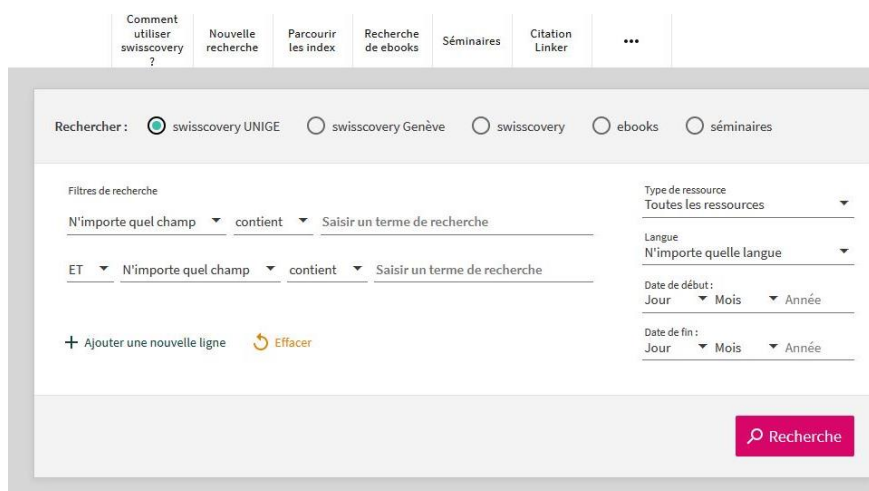 Comment
utiliser
swisscovery
?
Nouvelle
recherche
Parcourir
les index
Recherche
de ebooks
Séminaires
Citation
Linker
•••
Rechercher : swisscovery UNIGE swisscovery Genève swisscovery ebooks séminaires
Filtres de recherche
N'importe quel champ contient Saisir un terme de recherche
ET N'importe quel champ contient Saisir un terme de recherche
+ Ajouter une nouvelle ligne Effacer
Type de ressource
Toutes les ressources
Langue
N'importe quelle langue
Date de début :
Jour Mois Année
Date de fin :
Jour Mois Année
Recherche